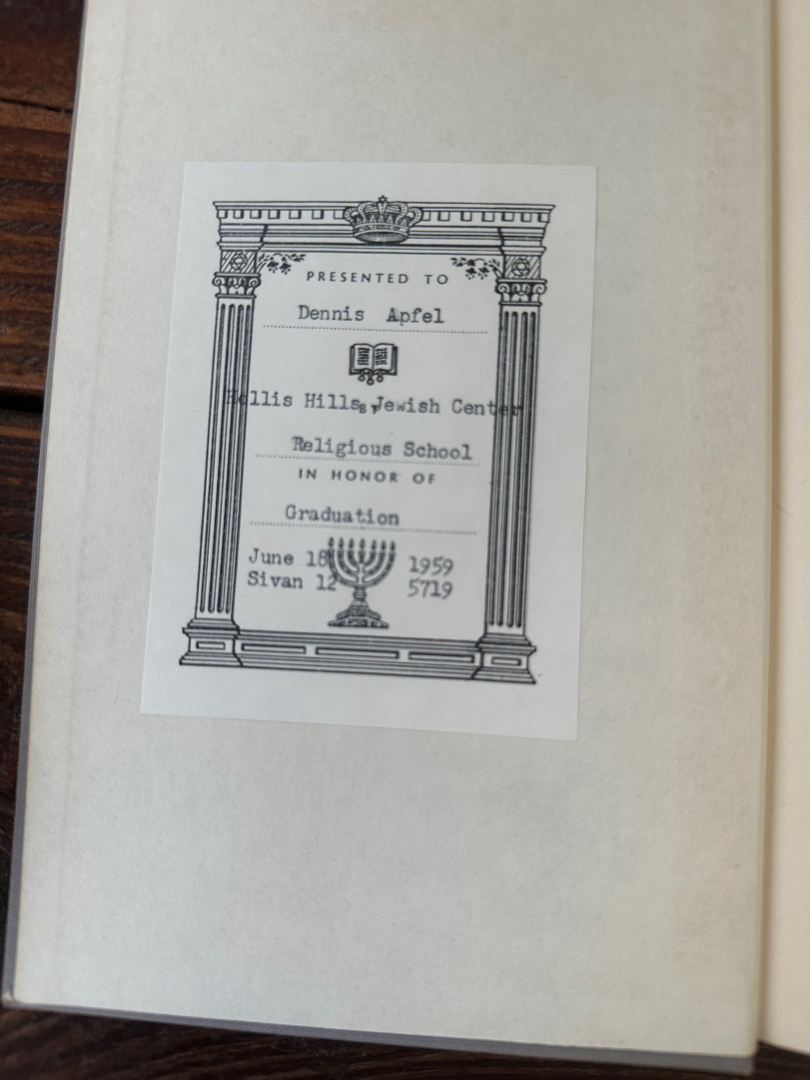 PRESENTED TO
Dennis Apfel
Hollis Hills Jewish Center
BY
Religious School
IN HONOR OF
Graduation
June 18 1959
Sivan 12 5719